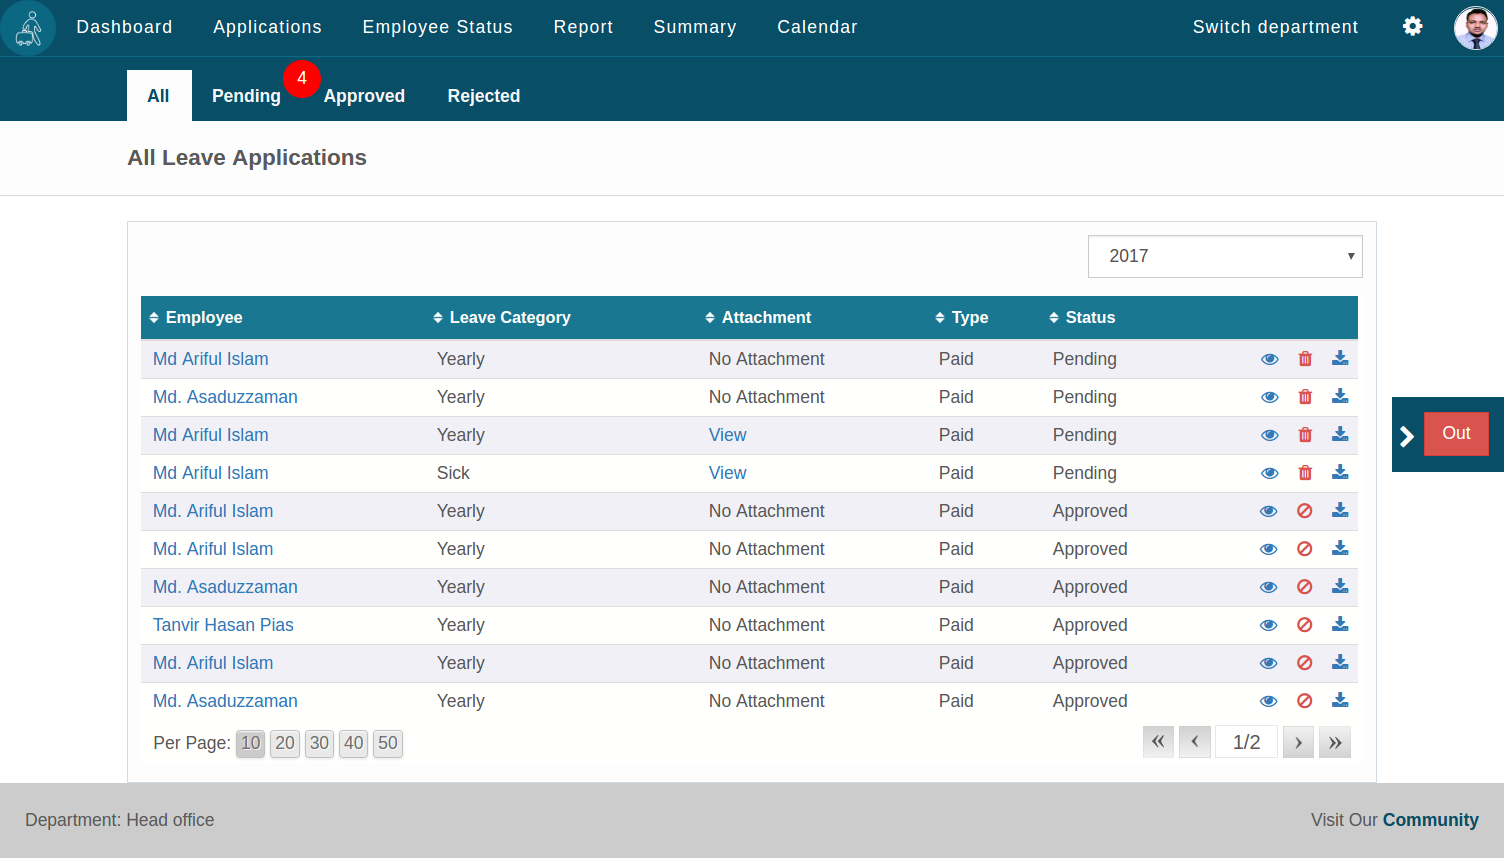 Dashboard Applications Employee Status Report Summary Calendar Switch department
All Pending 4 Approved Rejected
All Leave Applications
2017
Employee Leave Category Attachment Type Status
Md Ariful Islam Yearly No Attachment Paid Pending
Md. Asaduzzaman Yearly No Attachment Paid Pending
Md Ariful Islam Yearly View Paid Pending
Out
Md Ariful Islam Sick View Paid Pending
Md. Ariful Islam Yearly No Attachment Paid Approved
Md. Ariful Islam Yearly No Attachment Paid Approved
Md. Asaduzzaman Yearly No Attachment Paid Approved
Tanvir Hasan Pias Yearly No Attachment Paid Approved
Md. Ariful Islam Yearly No Attachment Paid Approved
Md. Asaduzzaman Yearly No Attachment Paid Approved
Per Page: 10 20 30 40 50 « ‹ 1/2 › »
Department: Head office Visit Our Community